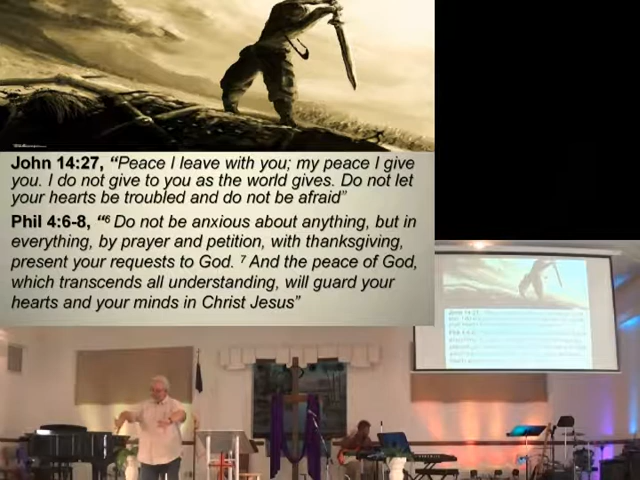 John 14:27, “Peace I leave with you; my peace I give
you. I do not give to you as the world gives. Do not let
your hearts be troubled and do not be afraid”
Phil 4:6-8, “6 Do not be anxious about anything, but in
everything, by prayer and petition, with thanksgiving,
present your requests to God. 7 And the peace of God,
which transcends all understanding, will guard your
hearts and your minds in Christ Jesus”